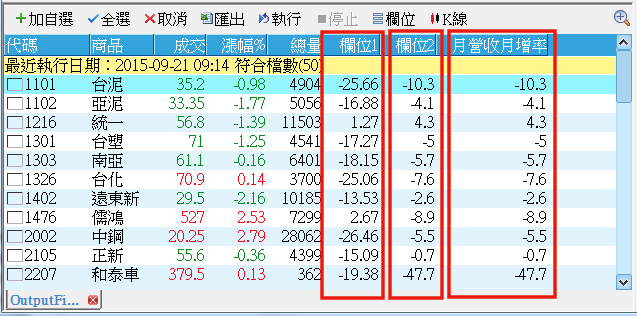 加自選 全選 取消 匯出 執行 停止 欄位 K線
代碼 商品 成交 漲幅% 總量 欄位1 欄位2 月營收月增率
最近執行日期：2015-09-21 09:14 符合檔數(50)
1101 台泥 35.2 -0.98 4904 -25.66 -10.3 -10.3
1102 亞泥 33.35 -1.77 5056 -16.88 -4.1 -4.1
1216 統一 56.8 -1.39 11503 1.27 4.3 4.3
1301 台塑 71 -1.25 4541 -17.27 -5 -5
1303 南亞 61.1 -0.16 6401 -18.15 -5.7 -5.7
1326 台化 70.9 0.14 3700 -25.06 -7.6 -7.6
1402 遠東新 29.5 -2.16 10185 -13.53 -2.6 -2.6
1476 儒鴻 527 2.53 7299 2.67 -8.9 -8.9
2002 中鋼 20.25 2.79 28062 -26.46 -5.5 -5.5
2105 正新 55.6 -0.36 4399 -15.09 -0.7 -0.7
2207 和泰車 379.5 0.13 362 -19.38 -47.7 -47.7
OutputFi...